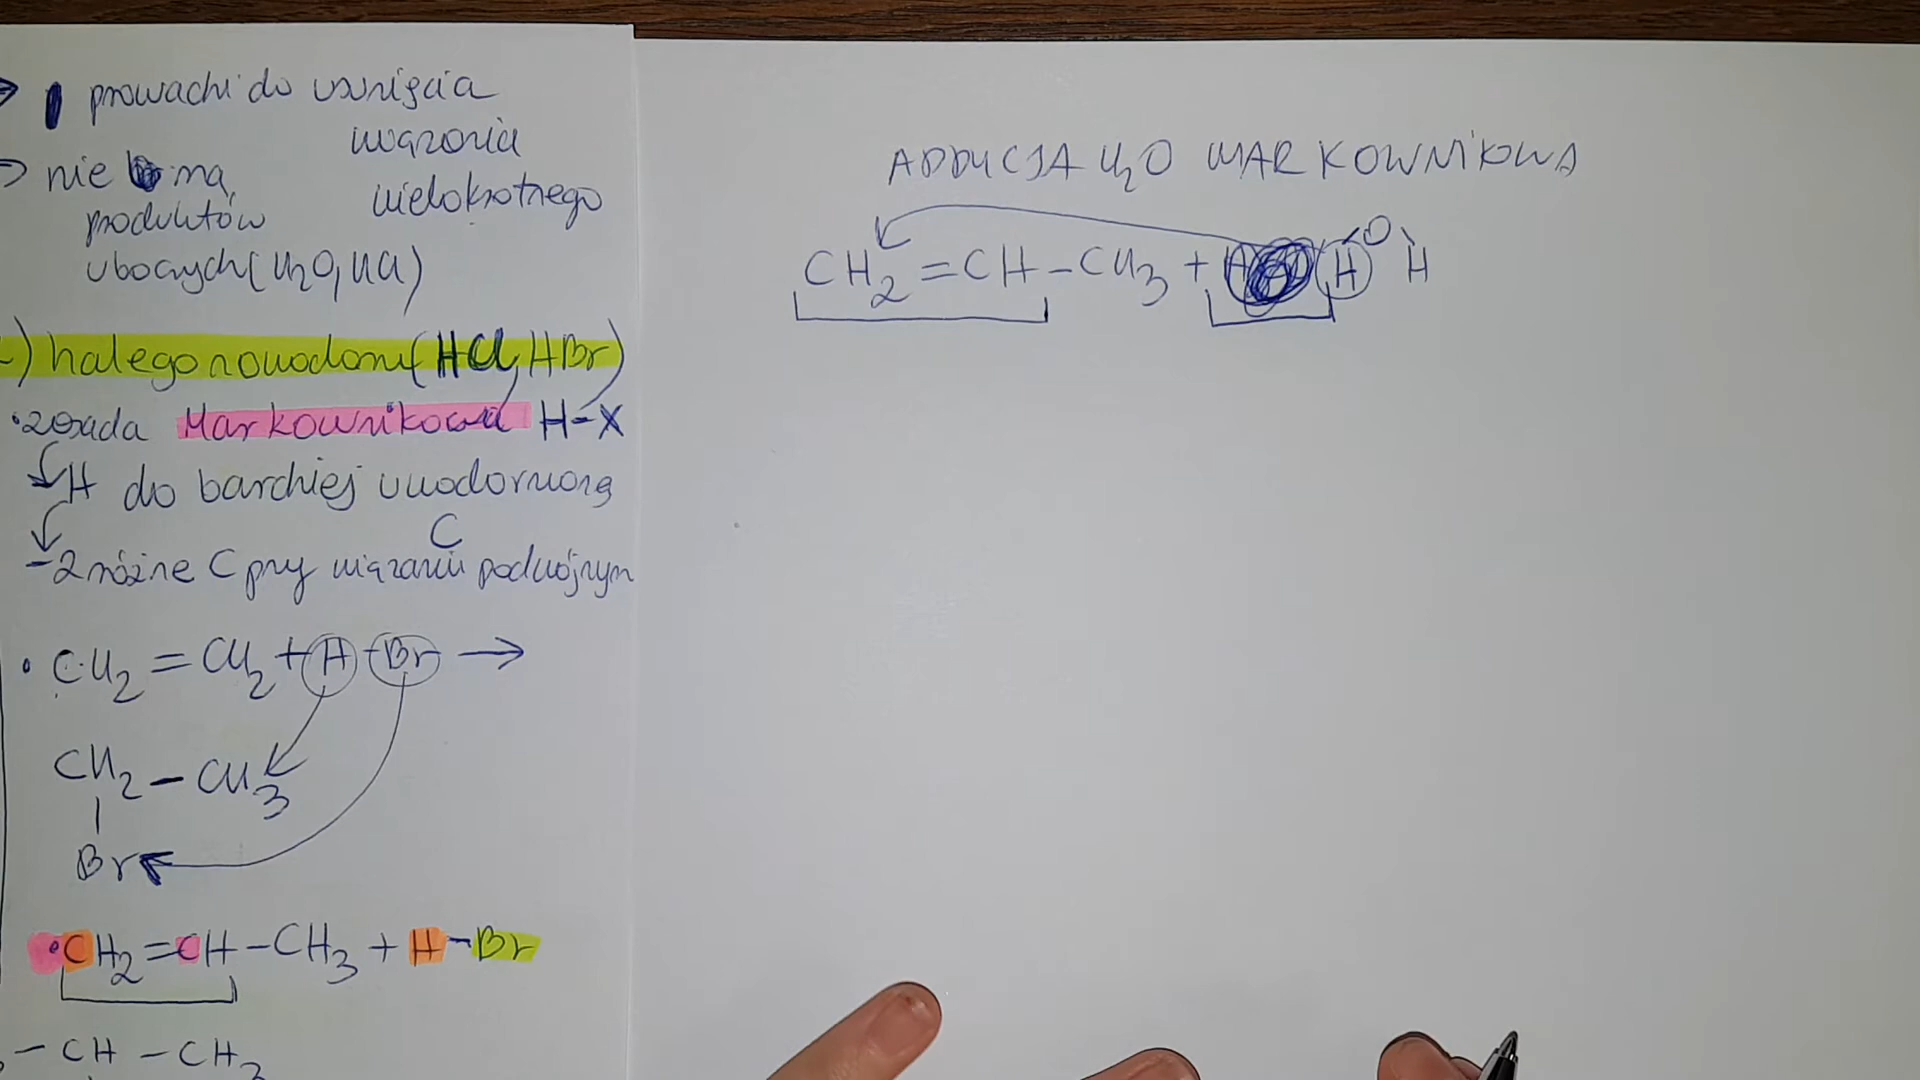 prowadzi do usunięcia
wiązania
wielokrotnego
nie ma
produktów
ubocznych (H₂O, HCl)
) halogenowodoru (HCl, HBr)
• zasada Markownikowa H-X
H do bardziej uwodornionego
C
- 2 różne C przy wiązaniu podwójnym
• CH₂ = CH₂ + H - Br →
CH₂ - CH₃
|
Br
• CH₂ = CH - CH₃ + H - Br
- CH - CH₃
ADDYCJA H₂O MARKOWNIKOWA
O
CH₂ = CH - CH₃ + H H